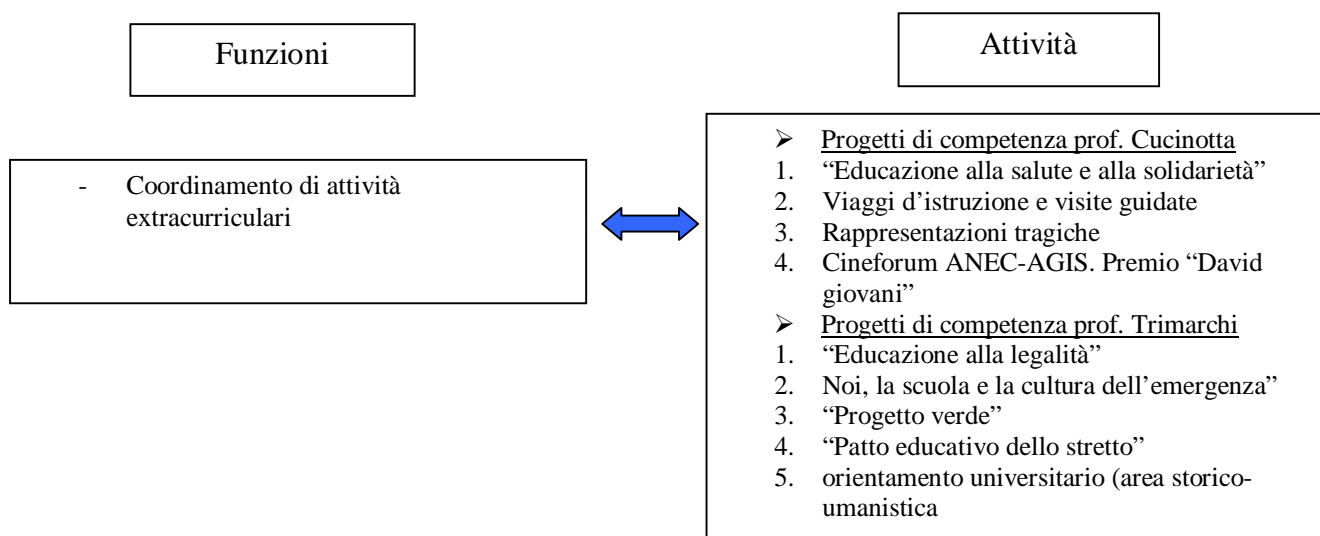 Funzioni
Attività
- Coordinamento di attività
extracurriculari
➢ Progetti di competenza prof. Cucinotta
1. “Educazione alla salute e alla solidarietà”
2. Viaggi d’istruzione e visite guidate
3. Rappresentazioni tragiche
4. Cineforum ANEC-AGIS. Premio “David
giovani”
➢ Progetti di competenza prof. Trimarchi
1. “Educazione alla legalità”
2. Noi, la scuola e la cultura dell’emergenza”
3. “Progetto verde”
4. “Patto educativo dello stretto”
5. orientamento universitario (area storico-
umanistica